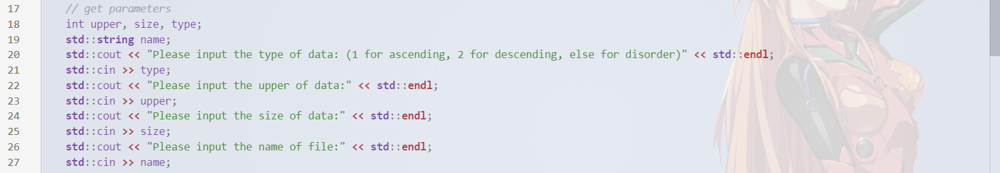 17 // get parameters
18 int upper, size, type;
19 std::string name;
20 std::cout << "Please input the type of data: (1 for ascending, 2 for descending, else for disorder)" << std::endl;
21 std::cin >> type;
22 std::cout << "Please input the upper of data:" << std::endl;
23 std::cin >> upper;
24 std::cout << "Please input the size of data:" << std::endl;
25 std::cin >> size;
26 std::cout << "Please input the name of file:" << std::endl;
27 std::cin >> name;